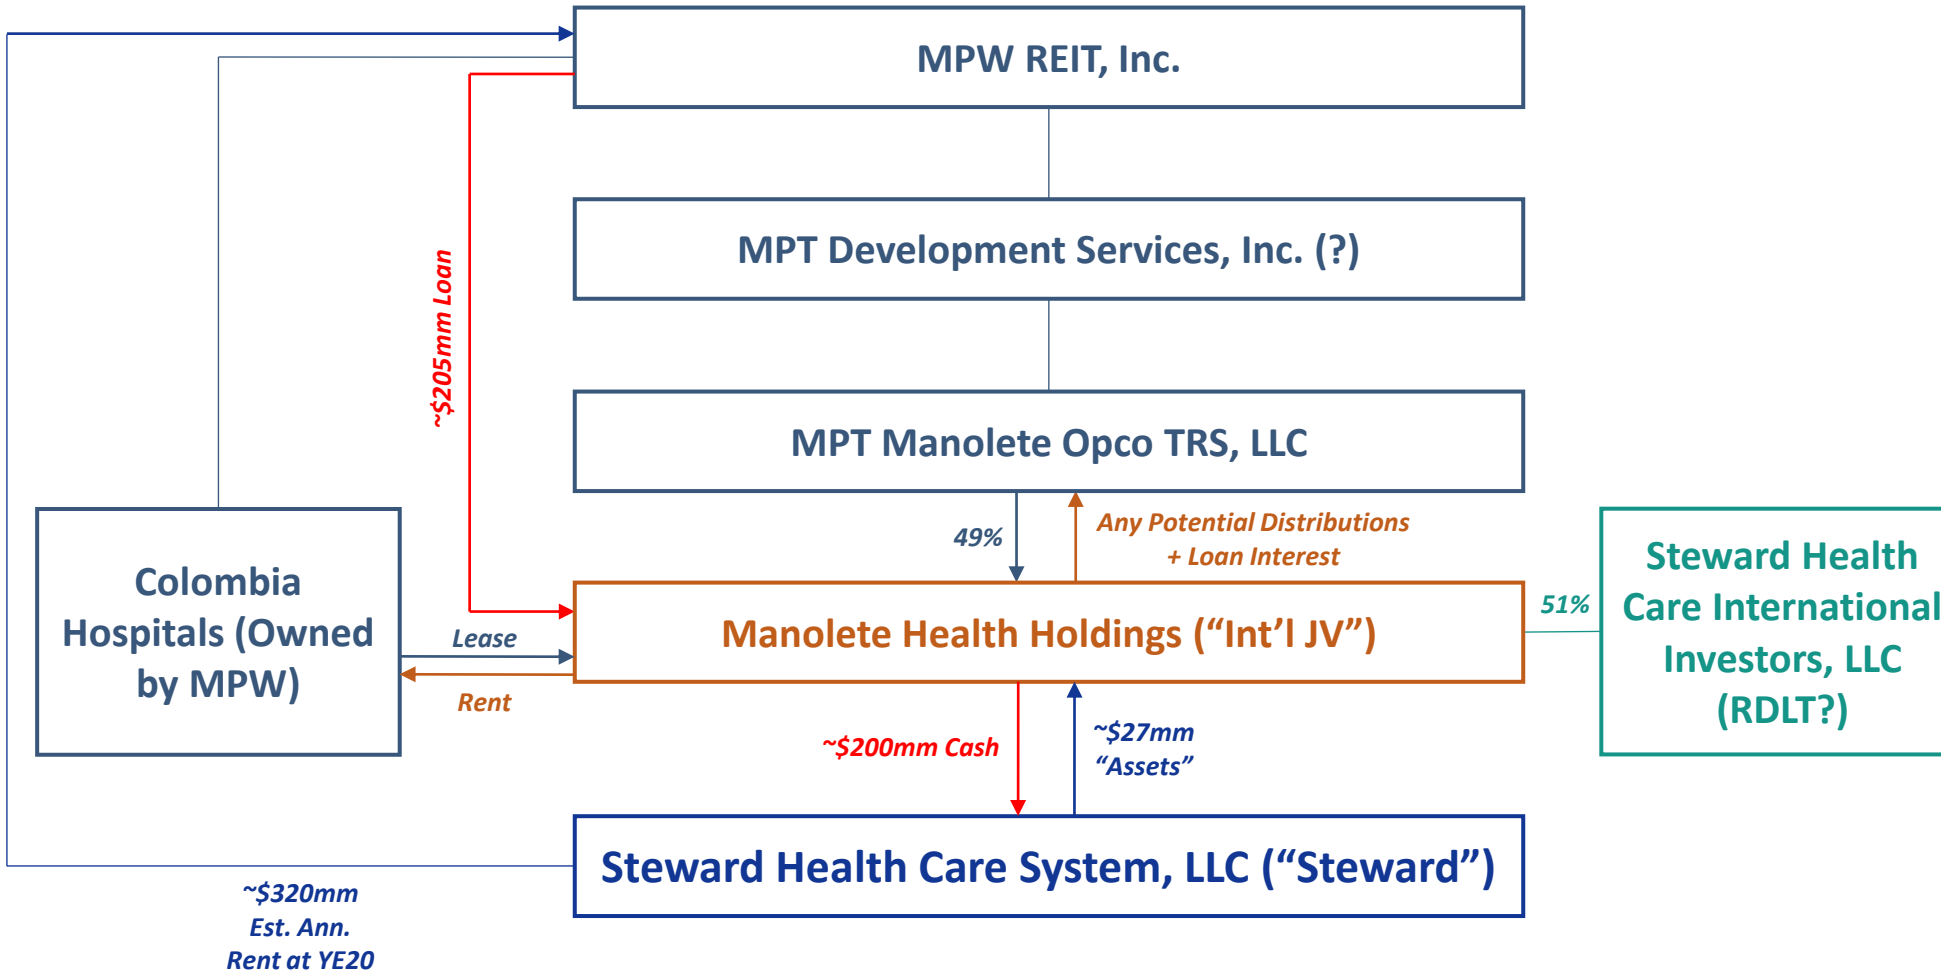 MPW REIT, Inc.
MPT Development Services, Inc. (?)
~$205mm Loan
MPT Manolete Opco TRS, LLC
49%
Any Potential Distributions
+ Loan Interest
Colombia
Hospitals (Owned
by MPW)
Lease
Rent
Manolete Health Holdings (“Int’l JV”)
51%
Steward Health
Care International
Investors, LLC
(RDLT?)
~$200mm Cash
~$27mm
“Assets”
Steward Health Care System, LLC (“Steward”)
~$320mm
Est. Ann.
Rent at YE20